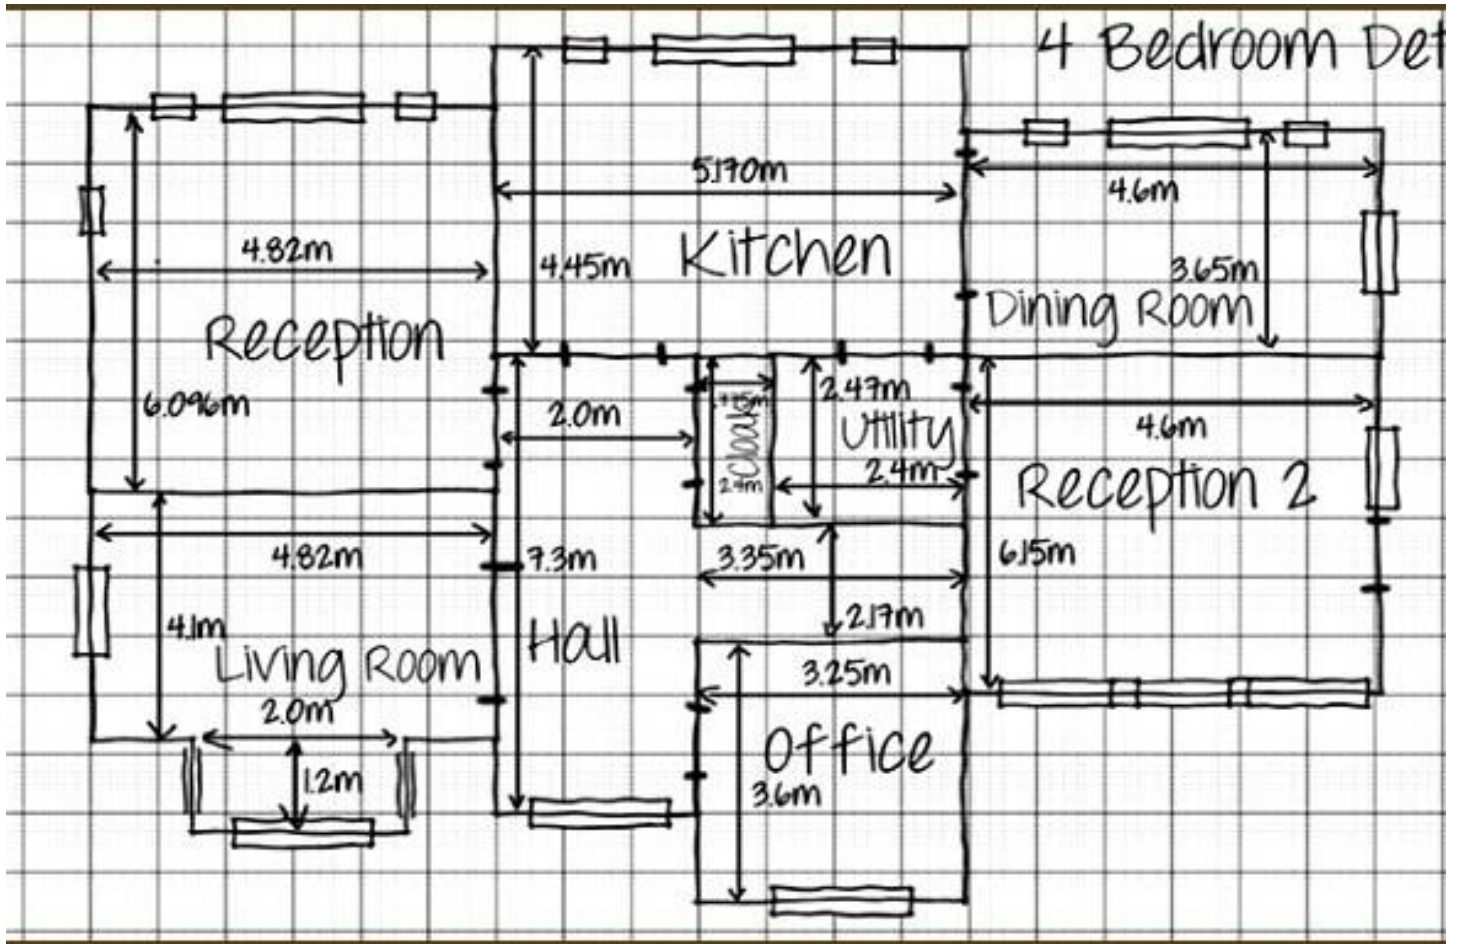 4 Bedroom Det
5.170m
4.6m
4.82m
4.45m
Kitchen
3.65m
Dining Room
Reception
6.096m
2.0m
.775m
Cloak
2.4m
2.47m
Utility
2.4m
4.6m
Reception 2
4.82m
7.3m
3.35m
6.15m
4.1m
Living Room
Hall
2.17m
3.25m
2.0m
1.2m
Office
3.6m